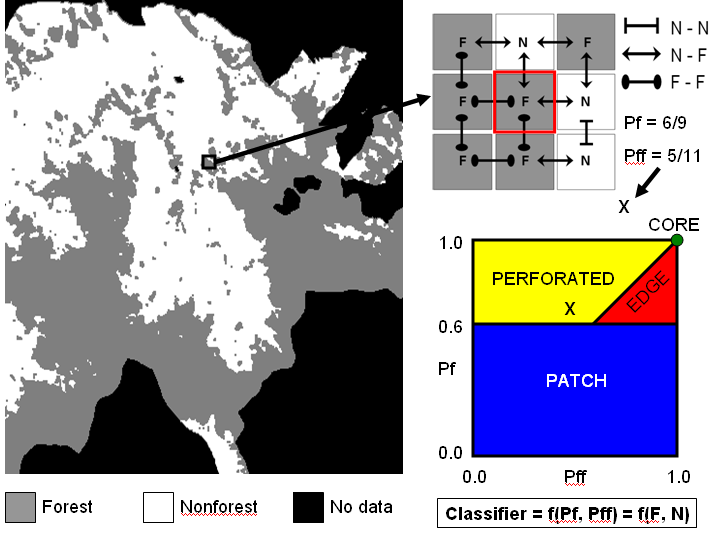 F N F
F F N
F F N
N - N
N - F
F - F
Pf = 6/9
Pff = 5/11
X
CORE
1.0
PERFORATED
EDGE
X
0.6
Pf
PATCH
0.0
0.0 Pff 1.0
Forest Nonforest No data
Classifier = f(Pf, Pff) = f(F, N)